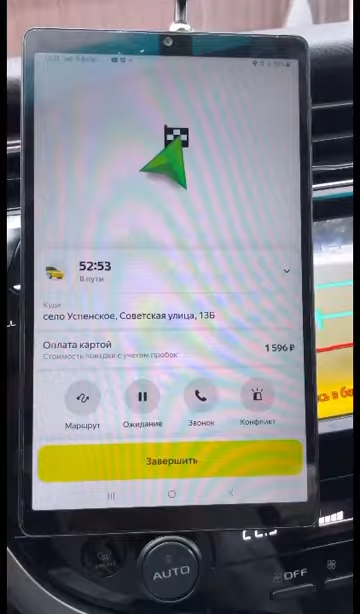 52:53
В пути
Куда
село Успенское, Советская улица, 13Б
Оплата картой
1 596 ₽
Стоимость поездки с учетом пробок
Маршрут
Ожидание
Звонок
Конфликт
Завершить
AUTO
OFF